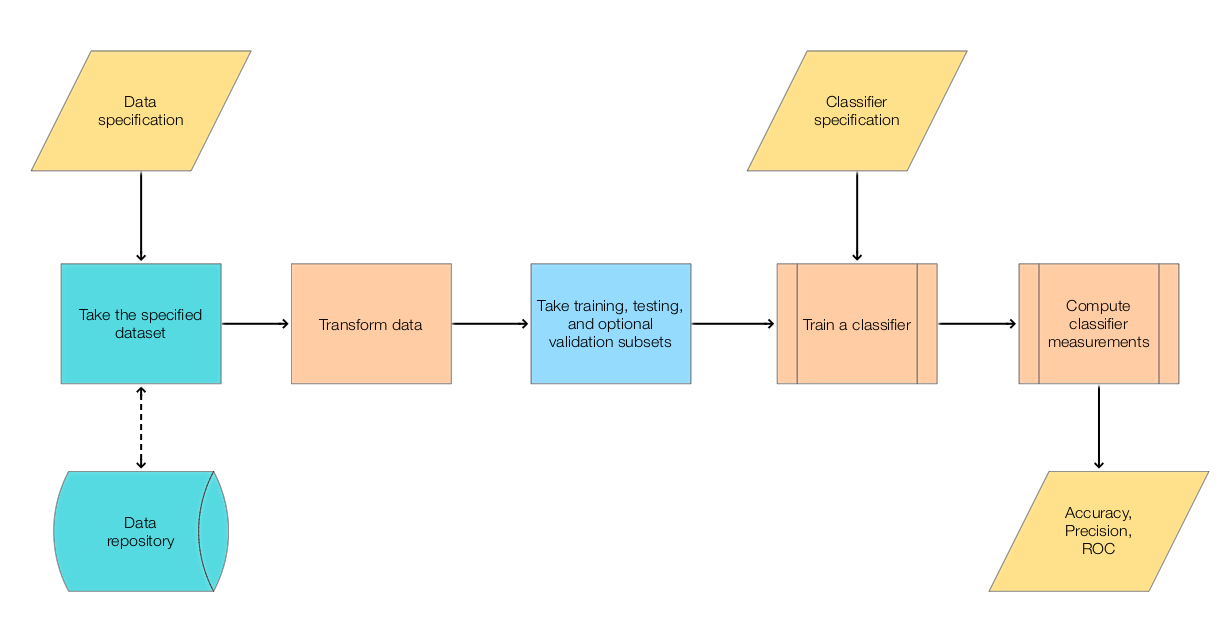 Data
specification
Classifier
specification
Take the specified
dataset
Transform data
Take training, testing,
and optional
validation subsets
Train a classifier
Compute
classifier
measurements
Data
repository
Accuracy,
Precision,
ROC